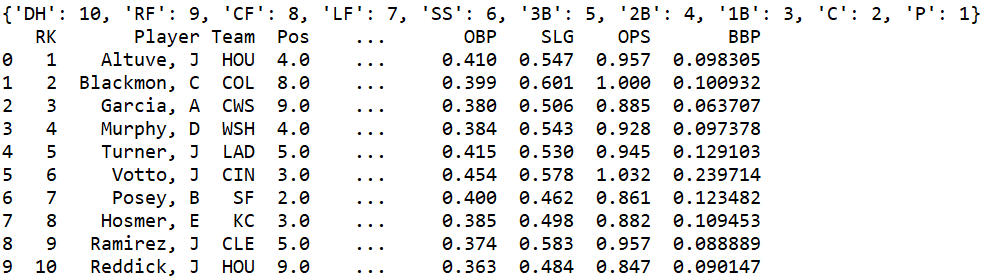 {'DH': 10, 'RF': 9, 'CF': 8, 'LF': 7, 'SS': 6, '3B': 5, '2B': 4, '1B': 3, 'C': 2, 'P': 1}
RK Player Team Pos ... OBP SLG OPS BBP
0 1 Altuve, J HOU 4.0 ... 0.410 0.547 0.957 0.098305
1 2 Blackmon, C COL 8.0 ... 0.399 0.601 1.000 0.100932
2 3 Garcia, A CWS 9.0 ... 0.380 0.506 0.885 0.063707
3 4 Murphy, D WSH 4.0 ... 0.384 0.543 0.928 0.097378
4 5 Turner, J LAD 5.0 ... 0.415 0.530 0.945 0.129103
5 6 Votto, J CIN 3.0 ... 0.454 0.578 1.032 0.239714
6 7 Posey, B SF 2.0 ... 0.400 0.462 0.861 0.123482
7 8 Hosmer, E KC 3.0 ... 0.385 0.498 0.882 0.109453
8 9 Ramirez, J CLE 5.0 ... 0.374 0.583 0.957 0.088889
9 10 Reddick, J HOU 9.0 ... 0.363 0.484 0.847 0.090147